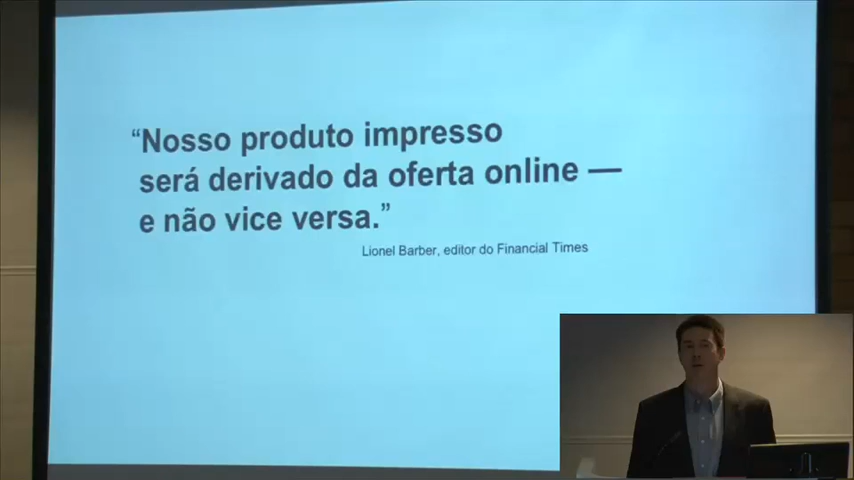 “Nosso produto impresso
será derivado da oferta online —
e não vice versa.”
Lionel Barber, editor do Financial Times